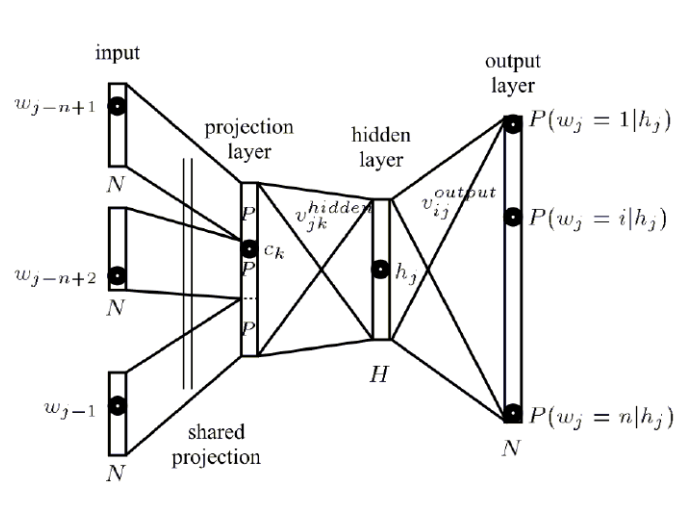 input
w_{j-n+1}
N
w_{j-n+2}
N
w_{j-1}
N
projection
layer
P
c_k
P
P
shared
projection
v_{jk}^{hidden}
hidden
layer
h_j
H
v_{ij}^{output}
output
layer
P(w_j = 1|h_j)
P(w_j = i|h_j)
P(w_j = n|h_j)
N